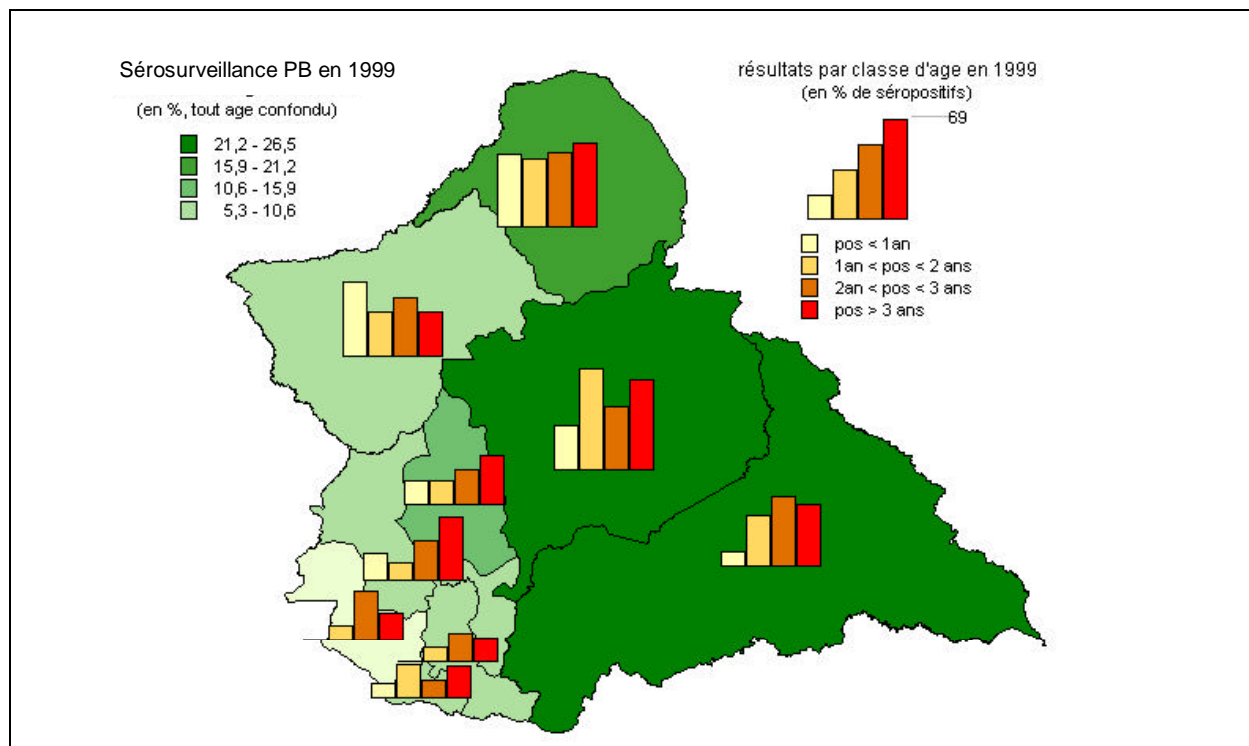 Sérosurveillance PB en 1999
(en %, tout age confondu)
21,2 - 26,5
15,9 - 21,2
10,6 - 15,9
5,3 - 10,6
résultats par classe d'age en 1999
(en % de séropositifs)
69
pos < 1an
1an < pos < 2 ans
2an < pos < 3 ans
pos > 3 ans